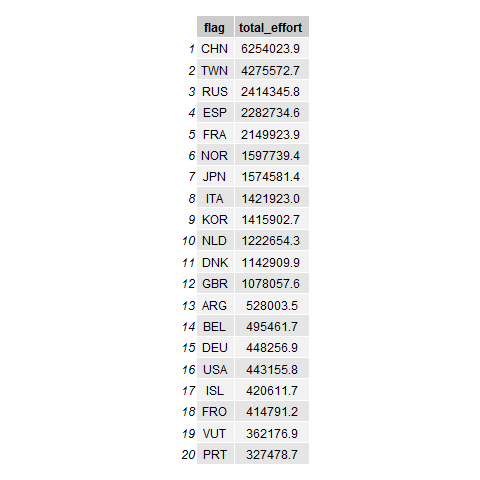 flag total_effort
1 CHN 6254023.9
2 TWN 4275572.7
3 RUS 2414345.8
4 ESP 2282734.6
5 FRA 2149923.9
6 NOR 1597739.4
7 JPN 1574581.4
8 ITA 1421923.0
9 KOR 1415902.7
10 NLD 1222654.3
11 DNK 1142909.9
12 GBR 1078057.6
13 ARG 528003.5
14 BEL 495461.7
15 DEU 448256.9
16 USA 443155.8
17 ISL 420611.7
18 FRO 414791.2
19 VUT 362176.9
20 PRT 327478.7